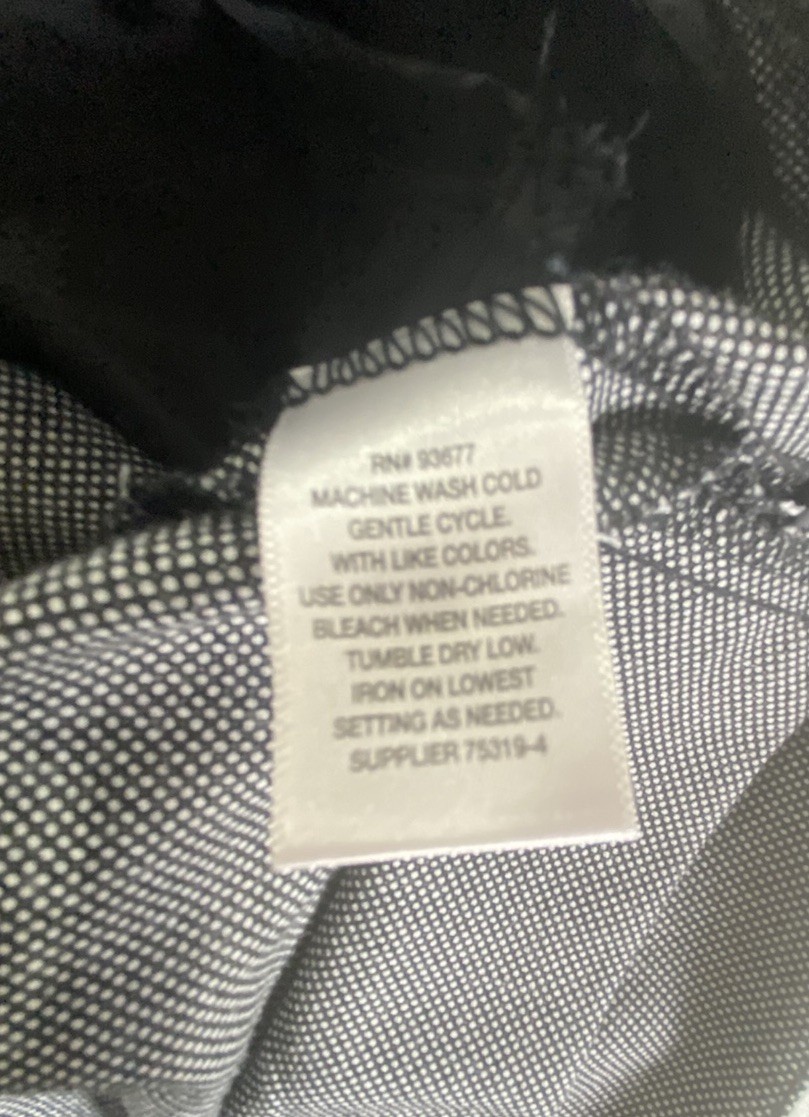 RN# 93677
MACHINE WASH COLD
GENTLE CYCLE.
WITH LIKE COLORS.
USE ONLY NON-CHLORINE
BLEACH WHEN NEEDED.
TUMBLE DRY LOW.
IRON ON LOWEST
SETTING AS NEEDED.
SUPPLIER 75319-4